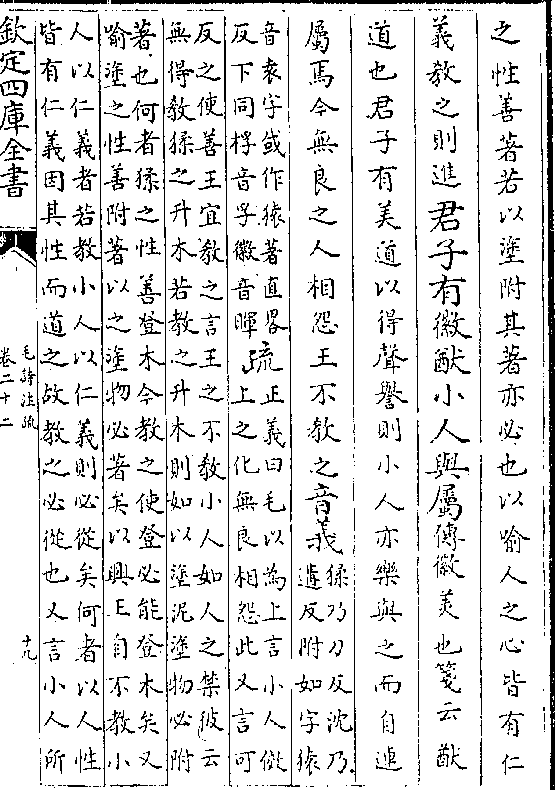 之性善著若以塗附其著亦必也以喻人之心皆有仁
義教之則進君子有徽猷小人與屬傳徽美也箋云猷
道也君子有美道以得聲譽則小人亦樂與之而自連
屬焉今無良之人相怨王不教之音義猱乃刀反沈乃
遘反附如字猿
音袁字或作猨著直畧
反下同桴音孚徽音暉疏正義曰毛以為上言小人傚
上之化無良相怨此又言可
反之使善王宜教之言王之不教小人如人之禁彼云
無得教猱之升木若教之升木則如以塗泥塗物必附
著也何者猱之性善登木今教之使登必能登木矣又
喻塗之性善附著以之塗物必著矣以興王自不教小
人以仁義者若教小人以仁義則必從矣何者以人性
皆有仁義因其性而道之故教之必從也又言小人所
欽定四庫全書
毛詩注疏
卷二十二
十九